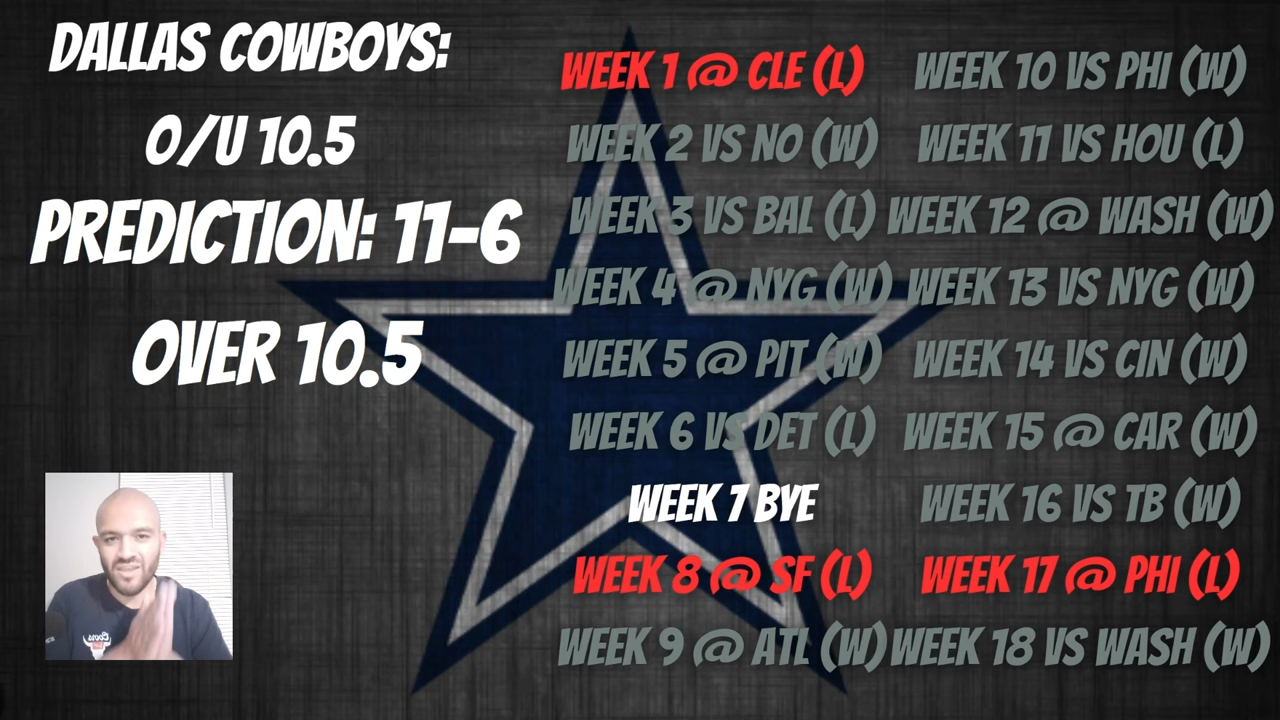 DALLAS COWBOYS:
O/U 10.5
PREDICTION: 11-6
OVER 10.5
WEEK 1 @ CLE (L)
WEEK 2 VS NO (W)
WEEK 3 VS BAL (L)
WEEK 4 @ NYG (W)
WEEK 5 @ PIT (W)
WEEK 6 VS DET (L)
WEEK 7 BYE
WEEK 8 @ SF (L)
WEEK 9 @ ATL (W)
WEEK 10 VS PHI (W)
WEEK 11 VS HOU (L)
WEEK 12 @ WASH (W)
WEEK 13 VS NYG (W)
WEEK 14 VS CIN (W)
WEEK 15 @ CAR (W)
WEEK 16 VS TB (W)
WEEK 17 @ PHI (L)
WEEK 18 VS WASH (W)